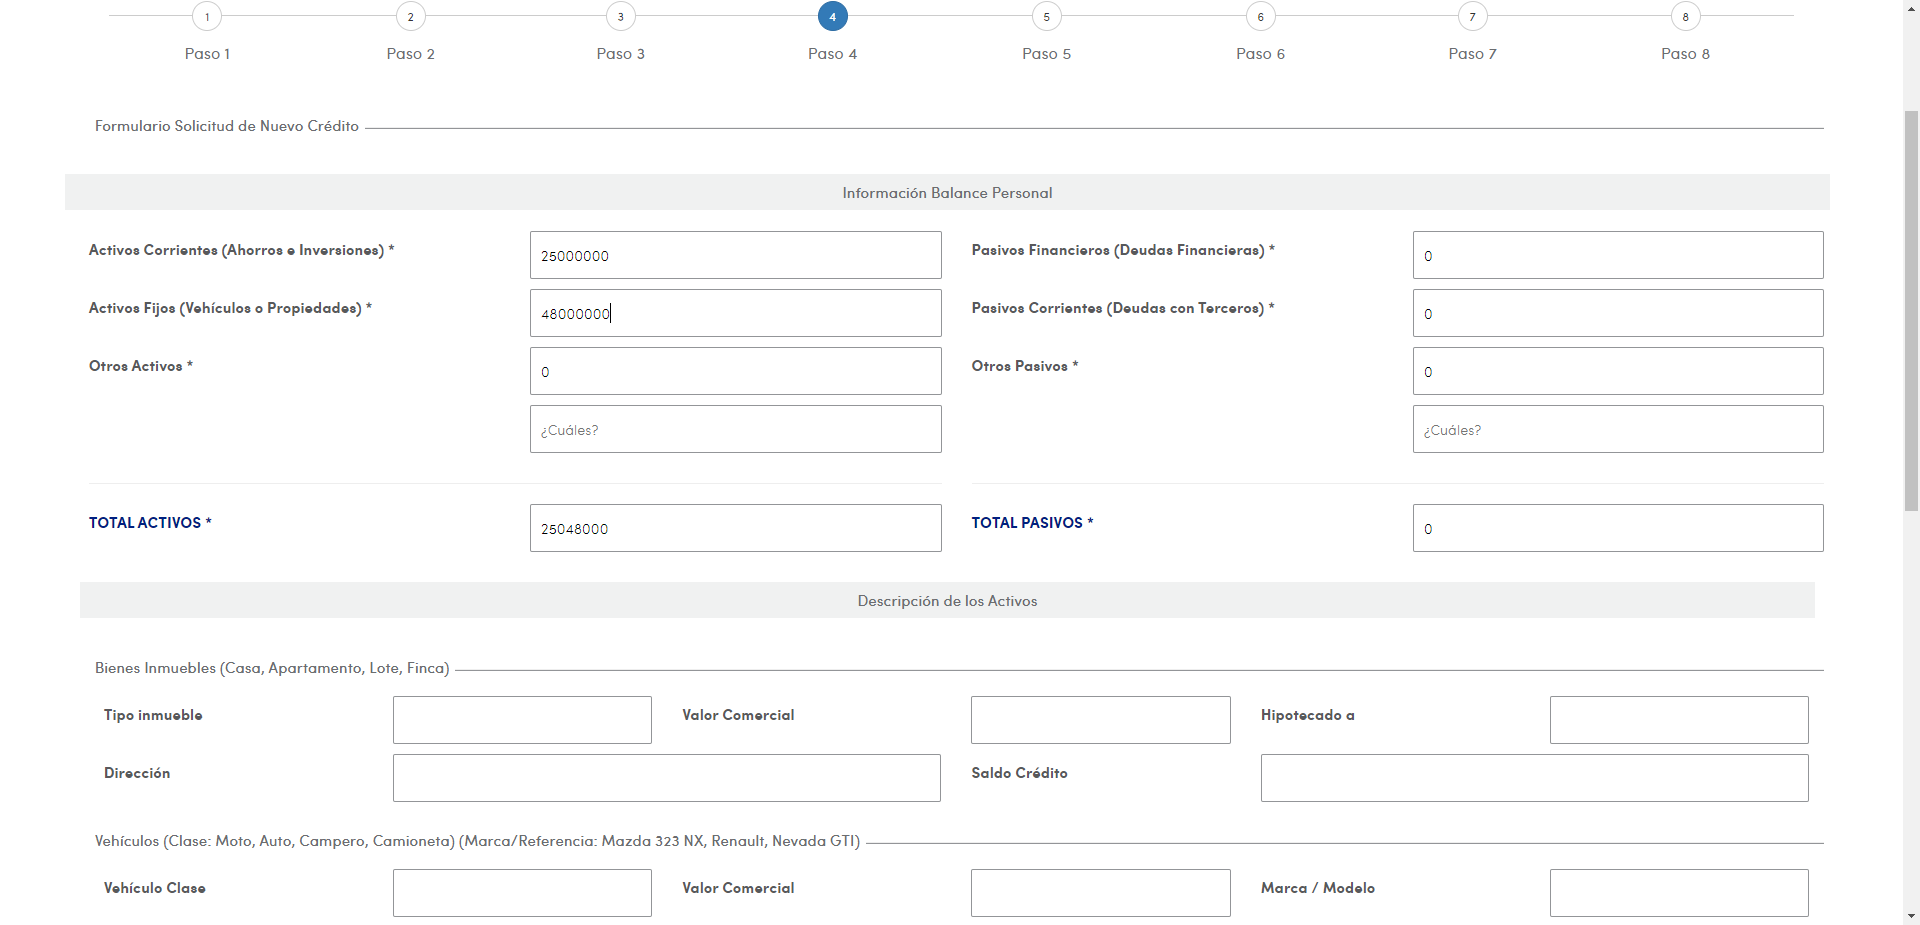 1 2 3 4 5 6 7 8
Paso 1 Paso 2 Paso 3 Paso 4 Paso 5 Paso 6 Paso 7 Paso 8
Formulario Solicitud de Nuevo Crédito
Información Balance Personal
Activos Corrientes (Ahorros e Inversiones) * 25000000 Pasivos Financieros (Deudas Financieras) * 0
Activos Fijos (Vehículos o Propiedades) * 48000000 Pasivos Corrientes (Deudas con Terceros) * 0
Otros Activos * 0 Otros Pasivos * 0
¿Cuáles? ¿Cuáles?
TOTAL ACTIVOS * 25048000 TOTAL PASIVOS * 0
Descripción de los Activos
Bienes Inmuebles (Casa, Apartamento, Lote, Finca)
Tipo inmueble Valor Comercial Hipotecado a
Dirección Saldo Crédito
Vehículos (Clase: Moto, Auto, Campero, Camioneta) (Marca/Referencia: Mazda 323 NX, Renault, Nevada GTI)
Vehículo Clase Valor Comercial Marca / Modelo